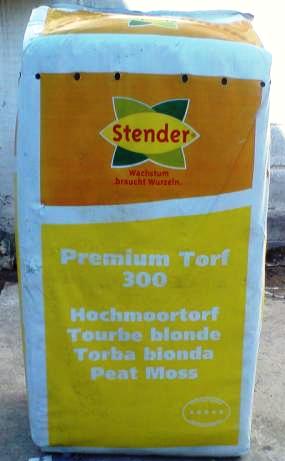 Stender
Wachstum
braucht Wurzeln.
Premium Torf
300
Hochmoortorf
Tourbe blonde
Torba bionda
Peat Moss